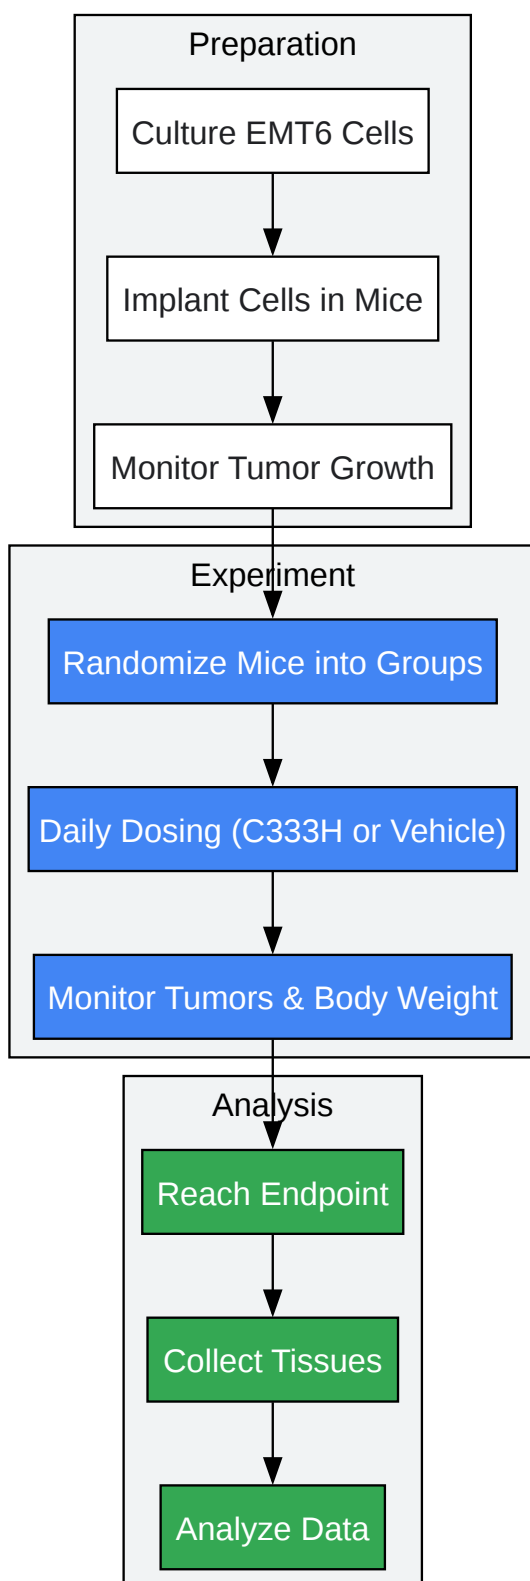 Preparation
Culture EMT6 Cells
Implant Cells in Mice
Monitor Tumor Growth
Experiment
Randomize Mice into Groups
Daily Dosing (C333H or Vehicle)
Monitor Tumors & Body Weight
Analysis
Reach Endpoint
Collect Tissues
Analyze Data